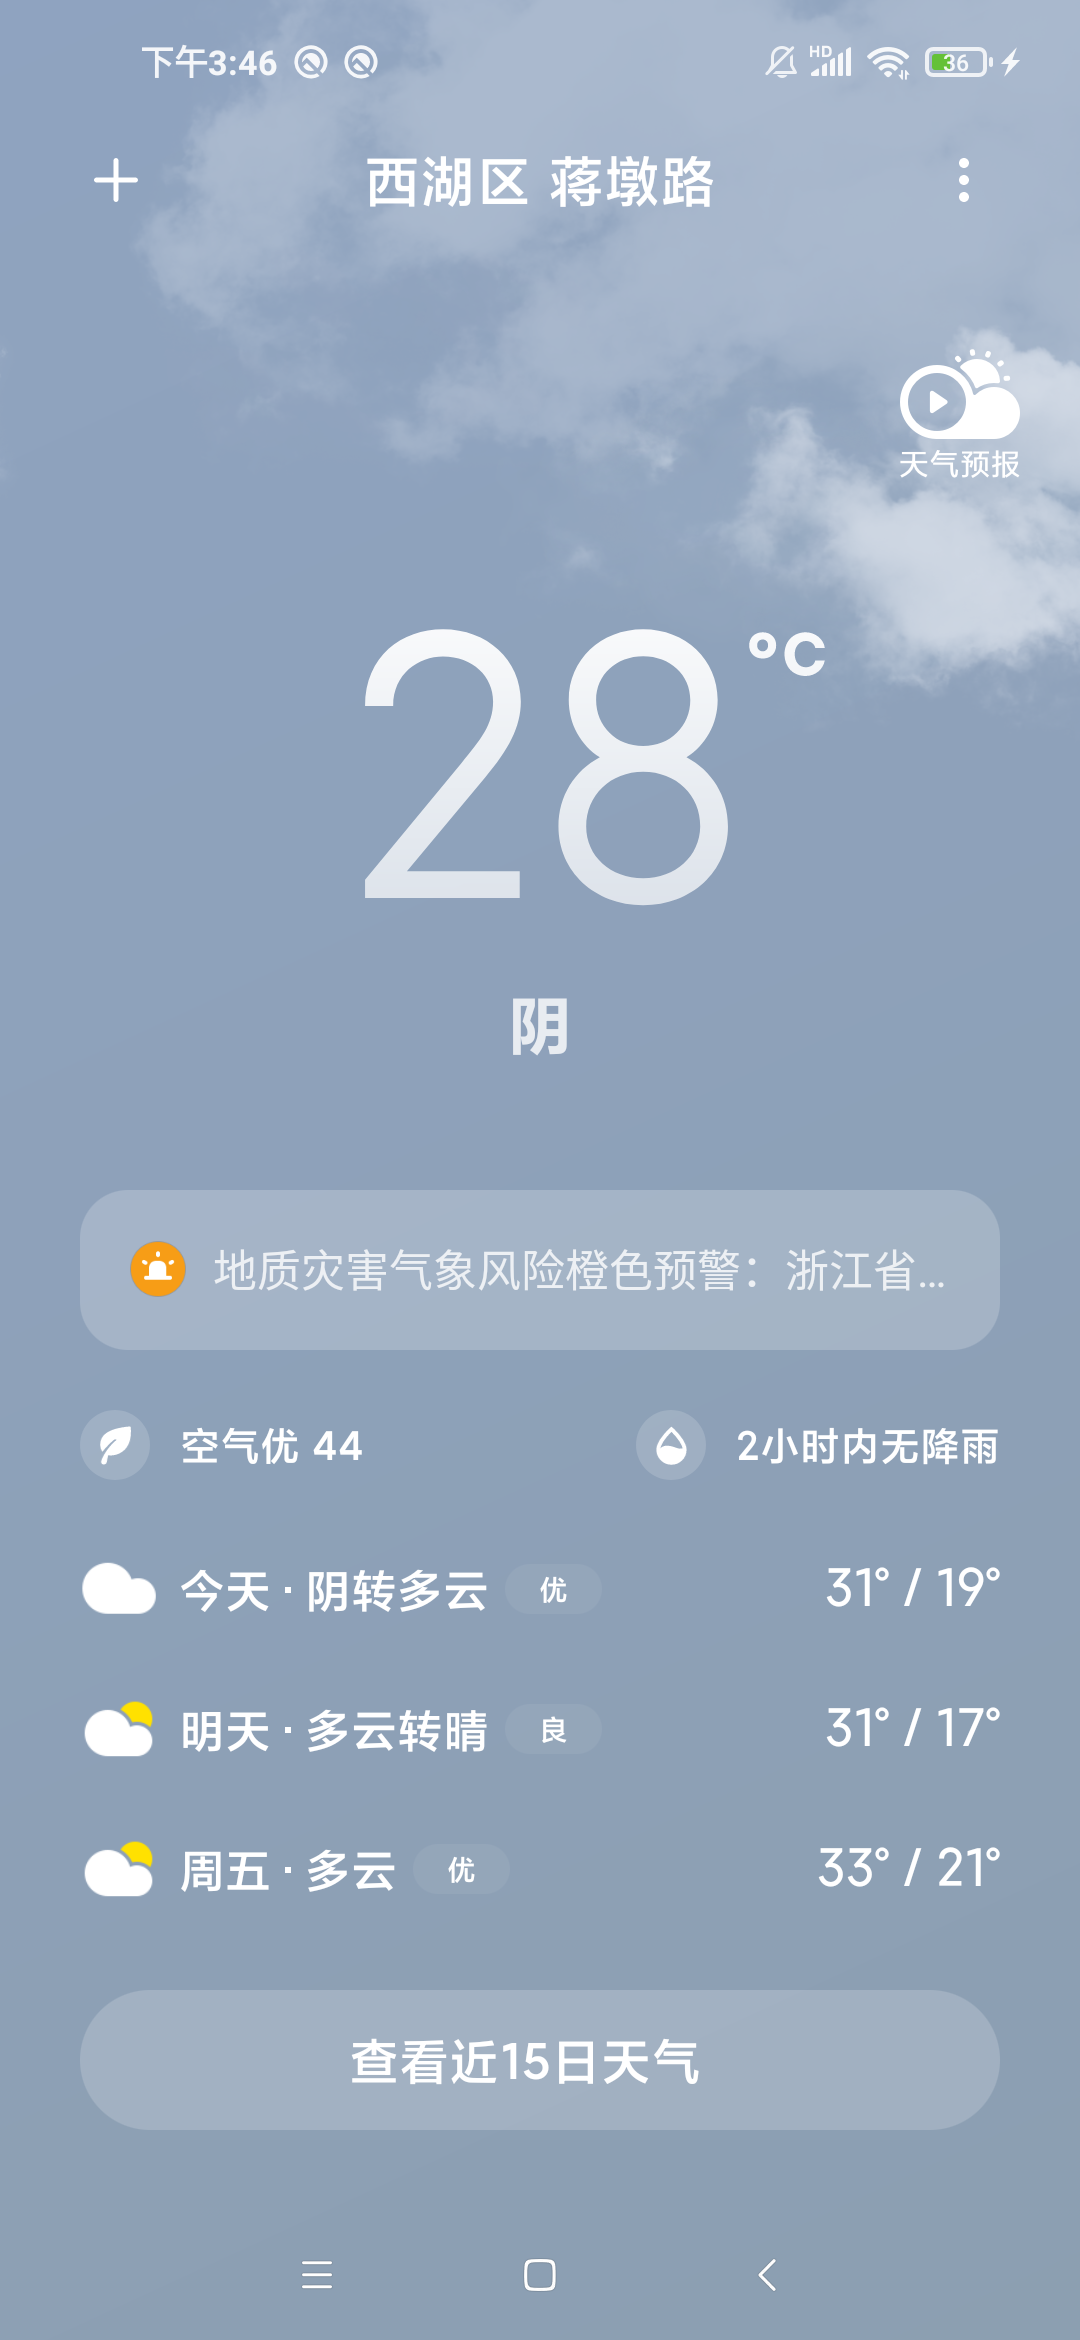 下午3:46
HD
36
西湖区 蒋墩路
天气预报
28
°C
阴
地质灾害气象风险橙色预警：浙江省...
空气优 44
2小时内无降雨
今天 · 阴转多云 优 31° / 19°
明天 · 多云转晴 良 31° / 17°
周五 · 多云 优 33° / 21°
查看近15日天气